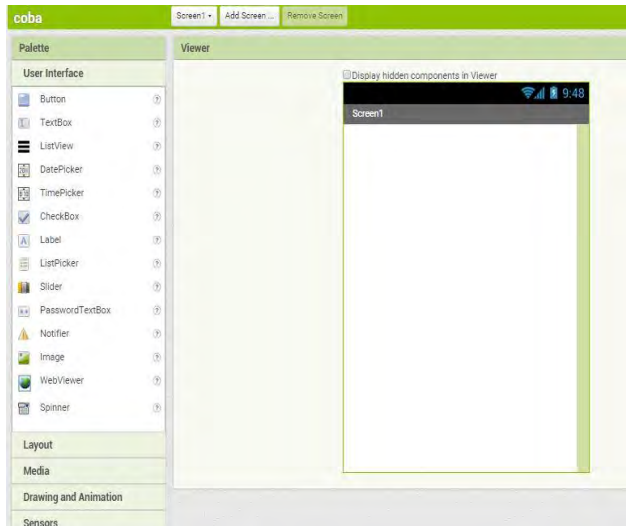 coba
Screen1
Add Screen ...
Remove Screen
Palette
Viewer
User Interface
Display hidden components in Viewer
9:48
Screen1
Button
TextBox
ListView
DatePicker
TimePicker
CheckBox
Label
ListPicker
Slider
PasswordTextBox
Notifier
Image
WebViewer
Spinner
Layout
Media
Drawing and Animation
Sensors